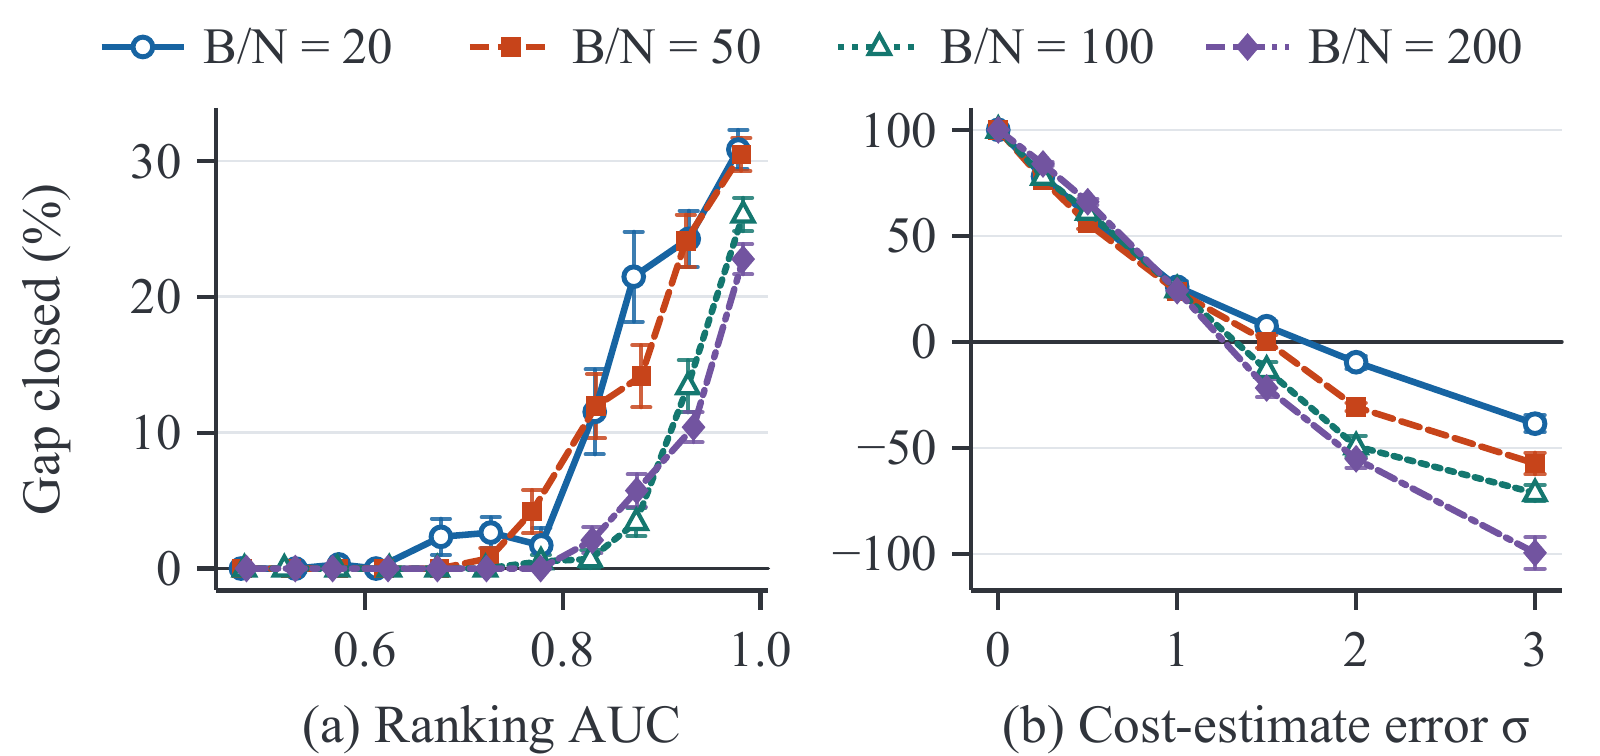 B/N = 20 B/N = 50 B/N = 100 B/N = 200
Gap closed (%)
30
20
10
0
0.6 0.8 1.0
(a) Ranking AUC
100
50
0
−50
−100
0 1 2 3
(b) Cost-estimate error σ